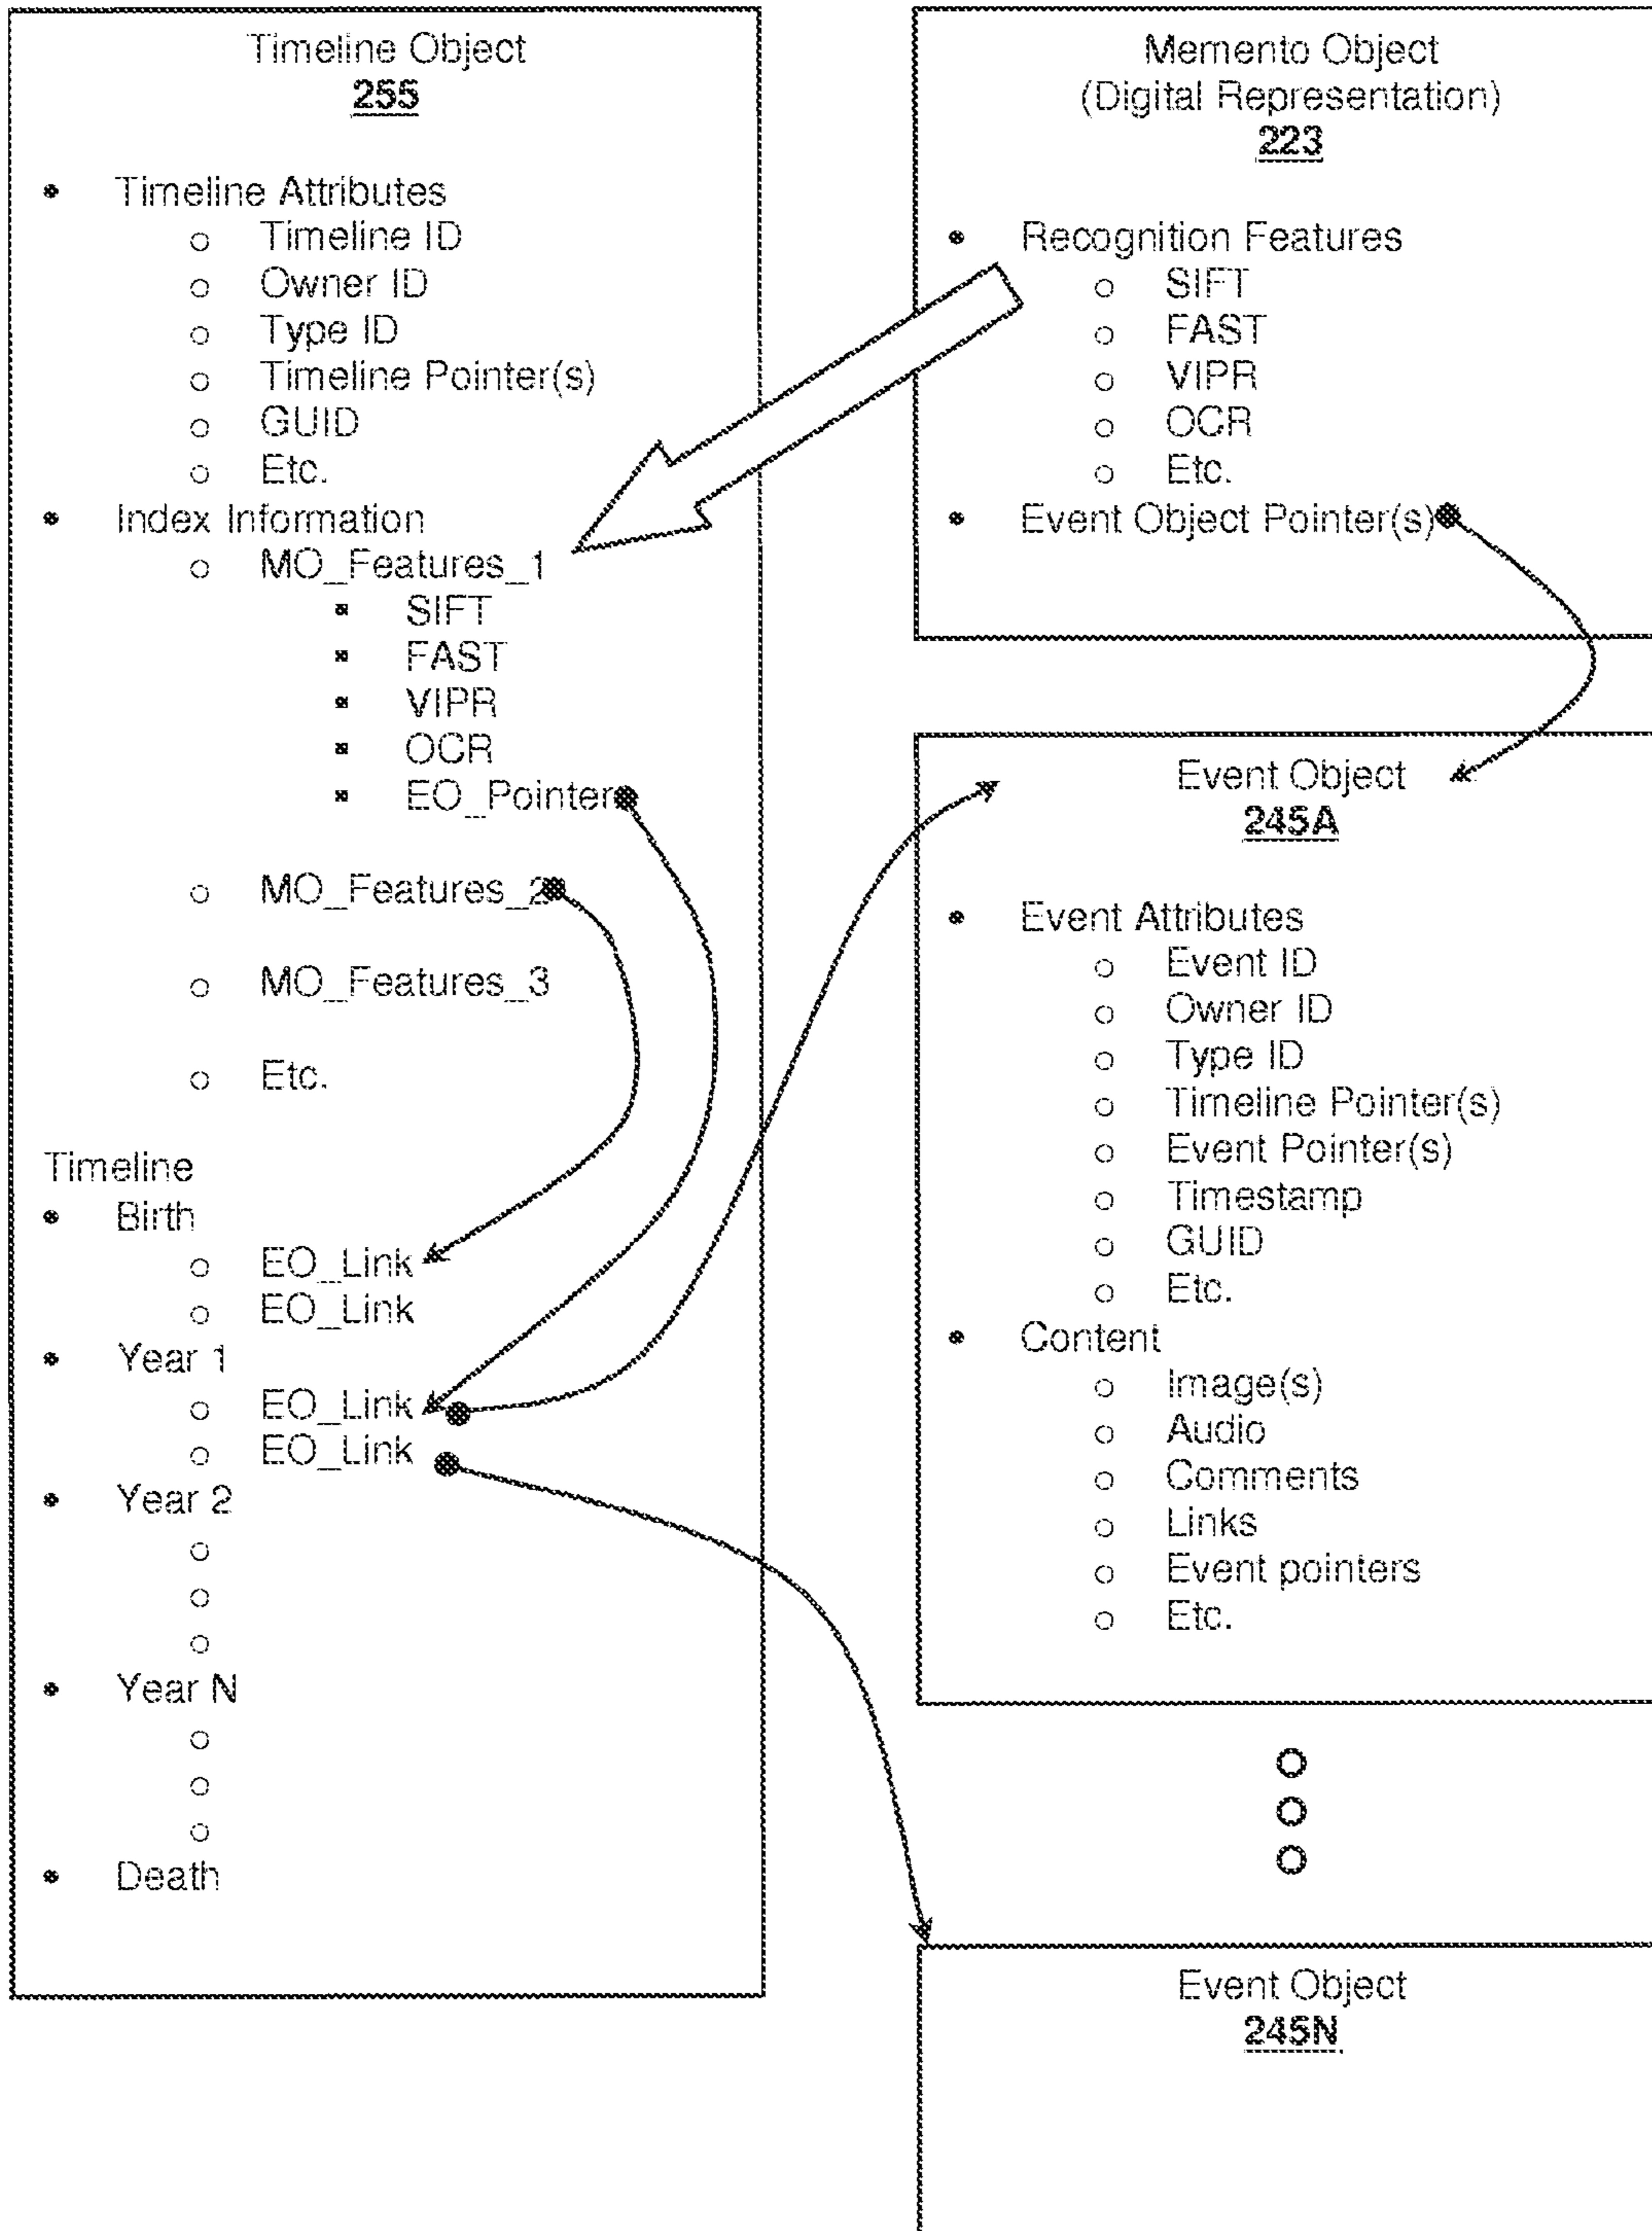 Timeline Object
255
Timeline Attributes
Timeline ID
Owner ID
Type ID
Timeline Pointer(s)
GUID
Etc.
Index Information
MO_Features_1
SIFT
FAST
VIPR
OCR
EO_Pointer
MO_Features_2
MO_Features_3
Etc.
Timeline
Birth
EO_Link
EO_Link
Year 1
EO_Link
EO_Link
Year 2
Year N
Death
Memento Object
(Digital Representation)
223
Recognition Features
SIFT
FAST
VIPR
OCR
Etc.
Event Object Pointer(s)
Event Object
245A
Event Attributes
Event ID
Owner ID
Type ID
Timeline Pointer(s)
Event Pointer(s)
Timestamp
GUID
Etc.
Content
Image(s)
Audio
Comments
Links
Event pointers
Etc.
Event Object
245N